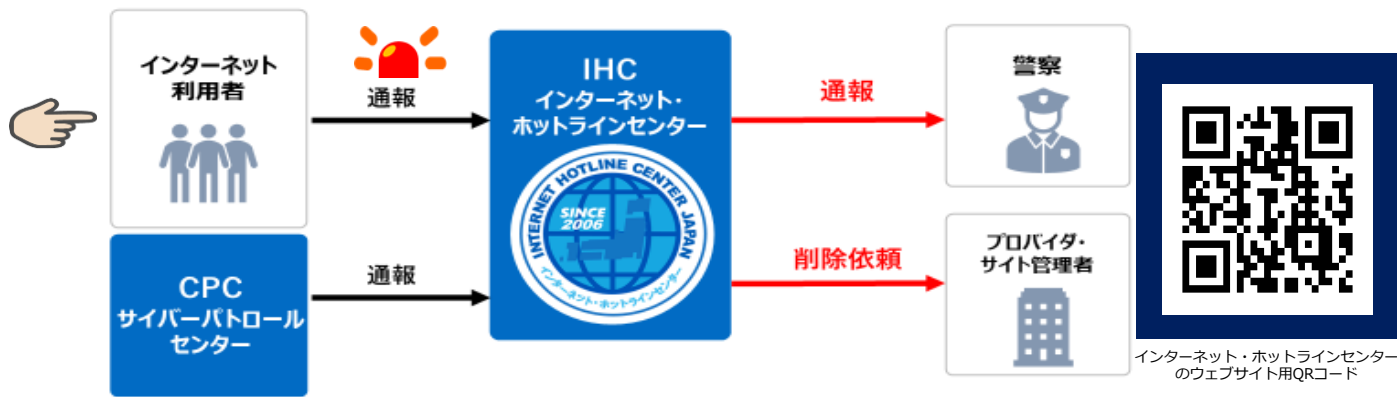 インターネット
利用者
通報
IHC
インターネット・
ホットラインセンター
INTERNET HOTLINE CENTER JAPAN
SINCE
2006
インターネット・ホットラインセンター
通報
警察
CPC
サイバーパトロール
センター
通報
削除依頼
プロバイダ・
サイト管理者
インターネット・ホットラインセンター
のウェブサイト用QRコード